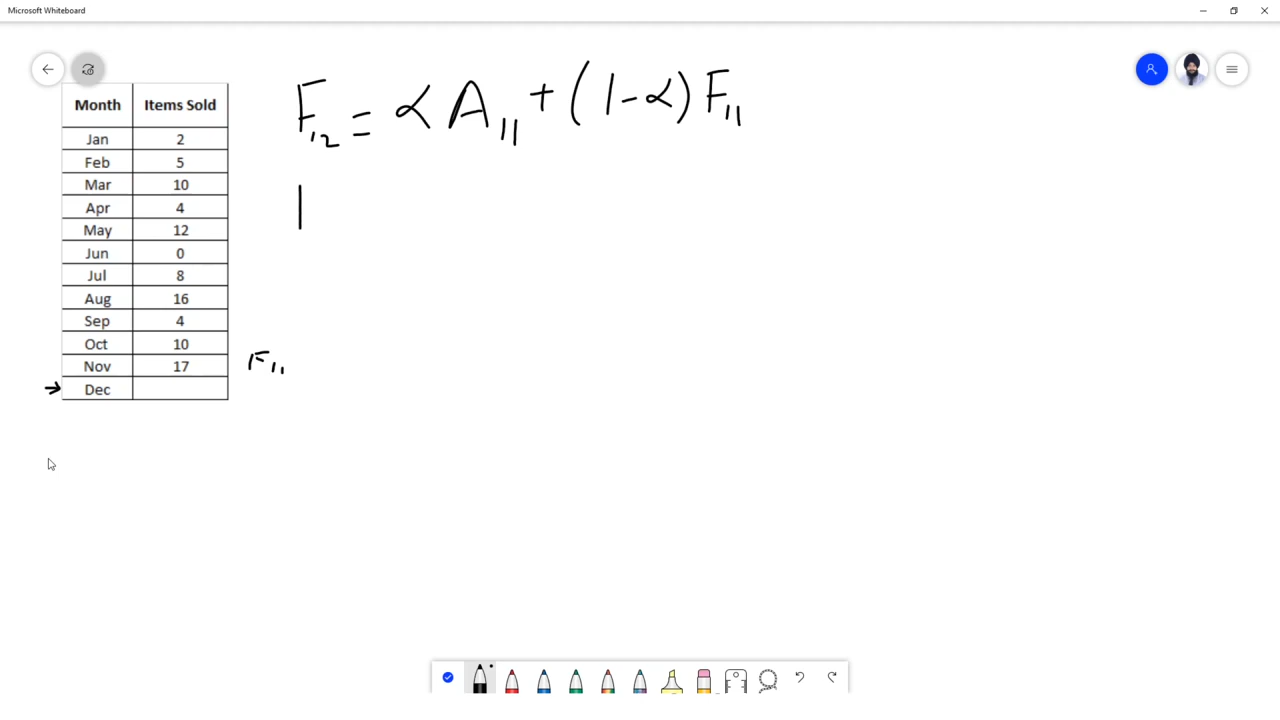 Microsoft Whiteboard
Month Items Sold
Jan 2
Feb 5
Mar 10
Apr 4
May 12
Jun 0
Jul 8
Aug 16
Sep 4
Oct 10
Nov 17
Dec
F₁₂ = α A₁₁ + (1-α) F₁₁
F₁₁
→